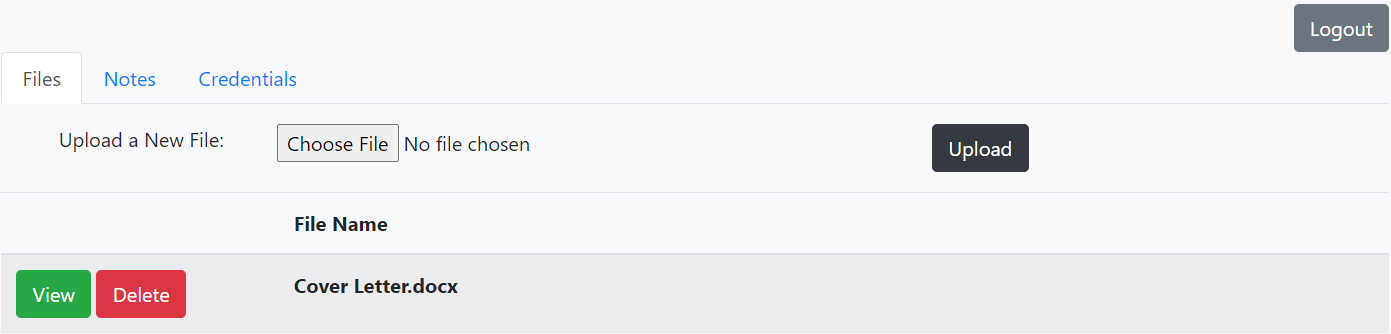 Logout
Files Notes Credentials
Upload a New File: Choose File No file chosen Upload
File Name
View Delete Cover Letter.docx